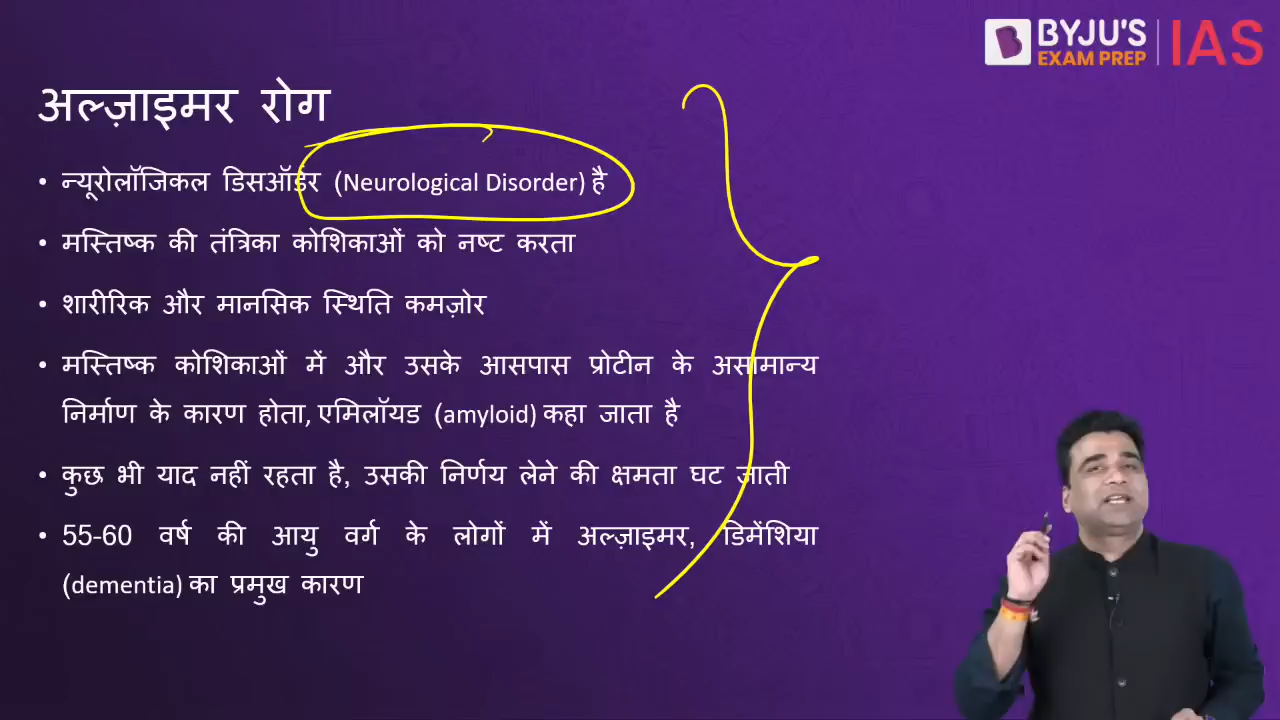 BYJU'S
EXAM PREP
IAS
अल्ज़ाइमर रोग
• न्यूरोलॉजिकल डिसऑर्डर (Neurological Disorder) है
• मस्तिष्क की तंत्रिका कोशिकाओं को नष्ट करता
• शारीरिक और मानसिक स्थिति कमज़ोर
• मस्तिष्क कोशिकाओं में और उसके आसपास प्रोटीन के असामान्य
निर्माण के कारण होता, एमिलॉयड (amyloid) कहा जाता है
• कुछ भी याद नहीं रहता है, उसकी निर्णय लेने की क्षमता घट जाती
• 55-60 वर्ष की आयु वर्ग के लोगों में अल्ज़ाइमर, डिमेंशिया
(dementia) का प्रमुख कारण